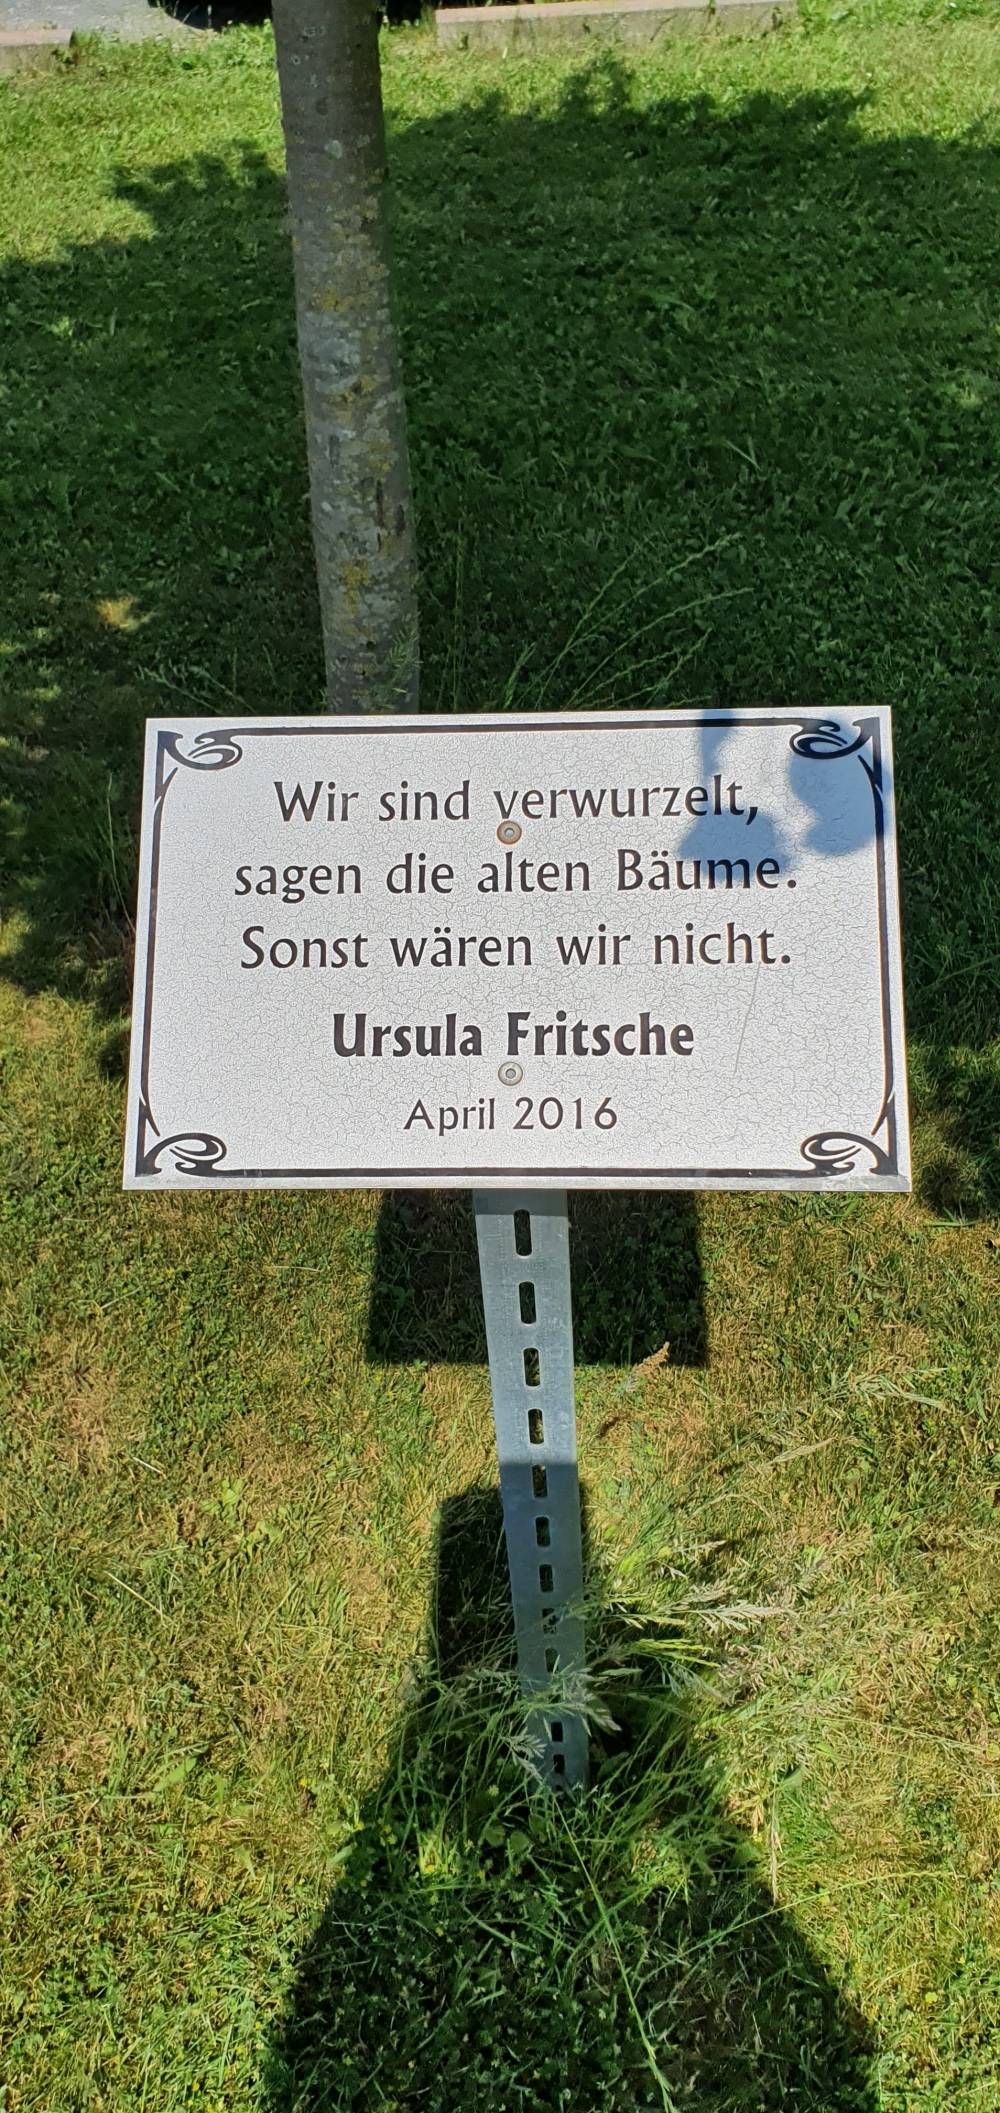 Wir sind verwurzelt,
sagen die alten Bäume.
Sonst wären wir nicht.
Ursula Fritsche
April 2016